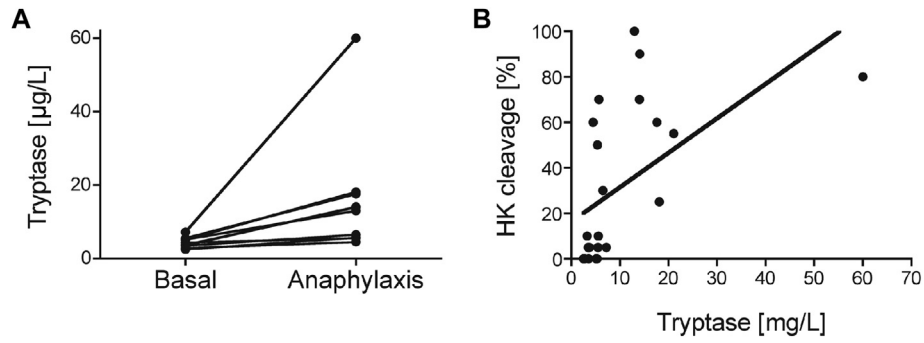 A
Tryptase [µg/L]
60
40
20
0
Basal
Anaphylaxis
B
HK cleavage [%]
100
80
60
40
20
0
0 10 20 30 40 50 60 70
Tryptase [mg/L]